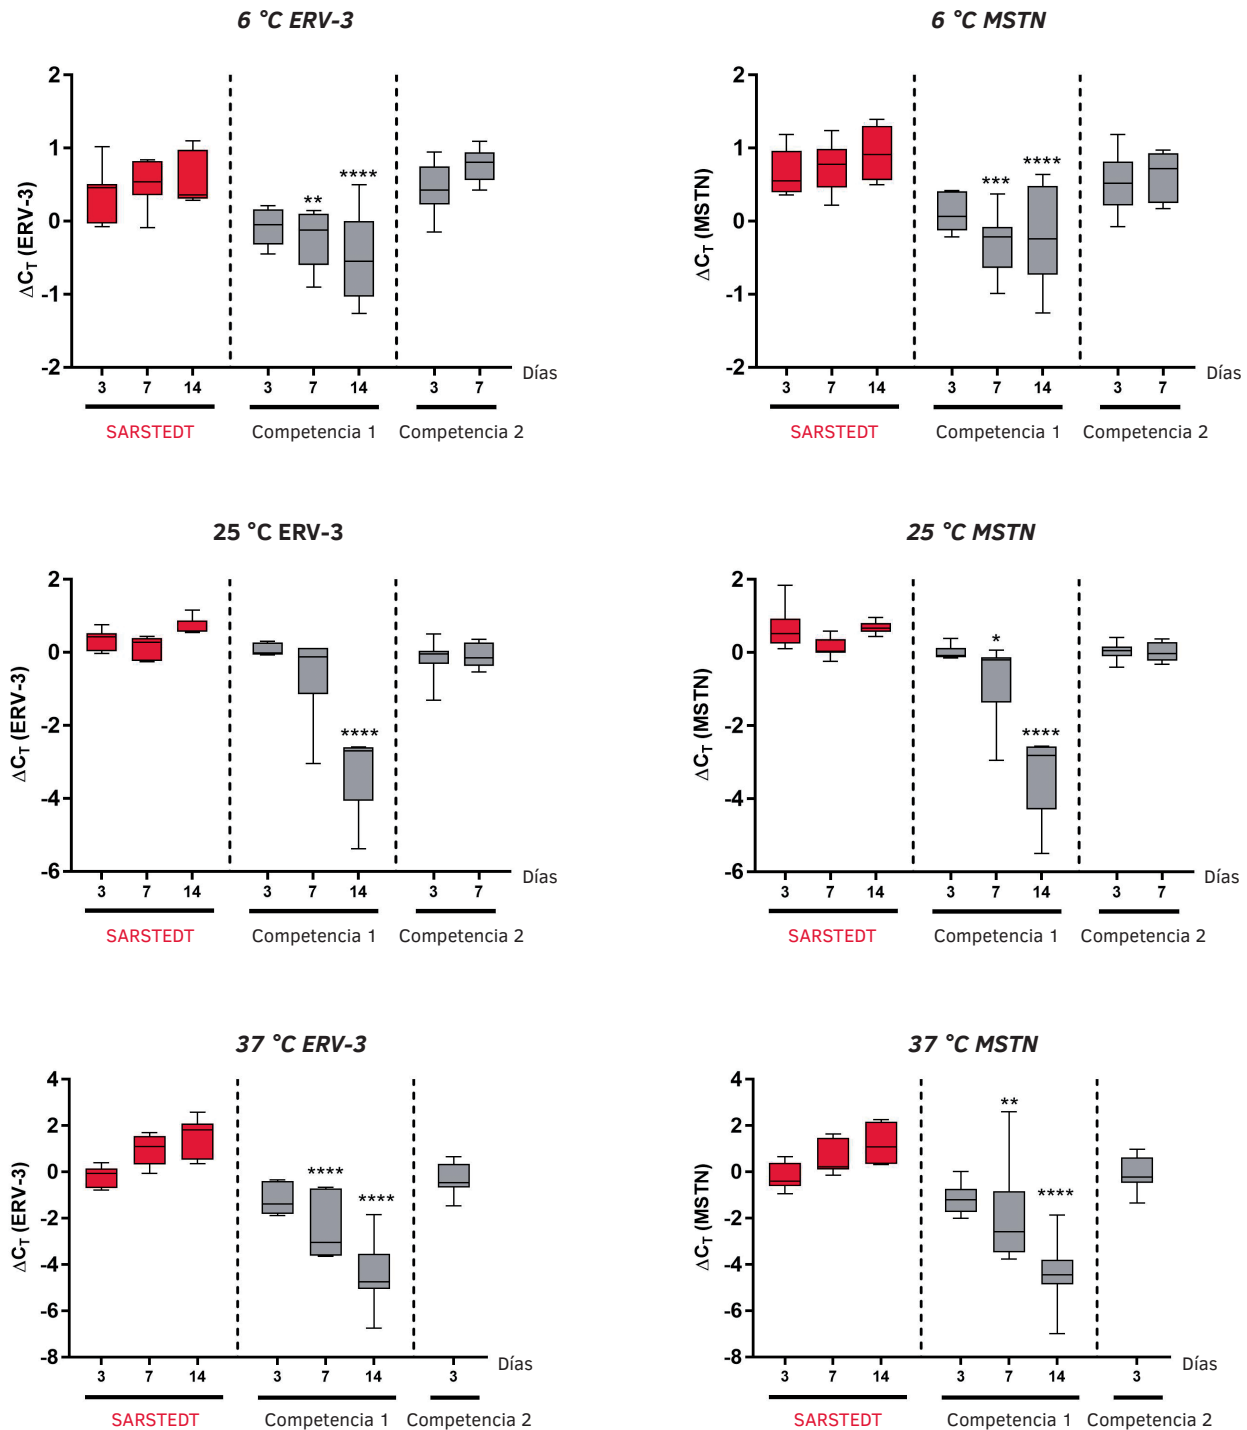 6 °C ERV-3
2
1
0
-1
-2
ΔCT (ERV-3)
** ****
3 7 14 3 7 14 3 7 Días
SARSTEDT Competencia 1 Competencia 2
6 °C MSTN
2
1
0
-1
-2
ΔCT (MSTN)
*** ****
3 7 14 3 7 14 3 7 Días
SARSTEDT Competencia 1 Competencia 2
25 °C ERV-3
2
0
-2
-4
-6
ΔCT (ERV-3)
****
3 7 14 3 7 14 3 7 Días
SARSTEDT Competencia 1 Competencia 2
25 °C MSTN
2
0
-2
-4
-6
ΔCT (MSTN)
* ****
3 7 14 3 7 14 3 7 Días
SARSTEDT Competencia 1 Competencia 2
37 °C ERV-3
4
2
0
-2
-4
-6
-8
ΔCT (ERV-3)
**** ****
3 7 14 3 7 14 3 Días
SARSTEDT Competencia 1 Competencia 2
37 °C MSTN
4
2
0
-2
-4
-6
-8
ΔCT (MSTN)
** ****
3 7 14 3 7 14 3 Días
SARSTEDT Competencia 1 Competencia 2